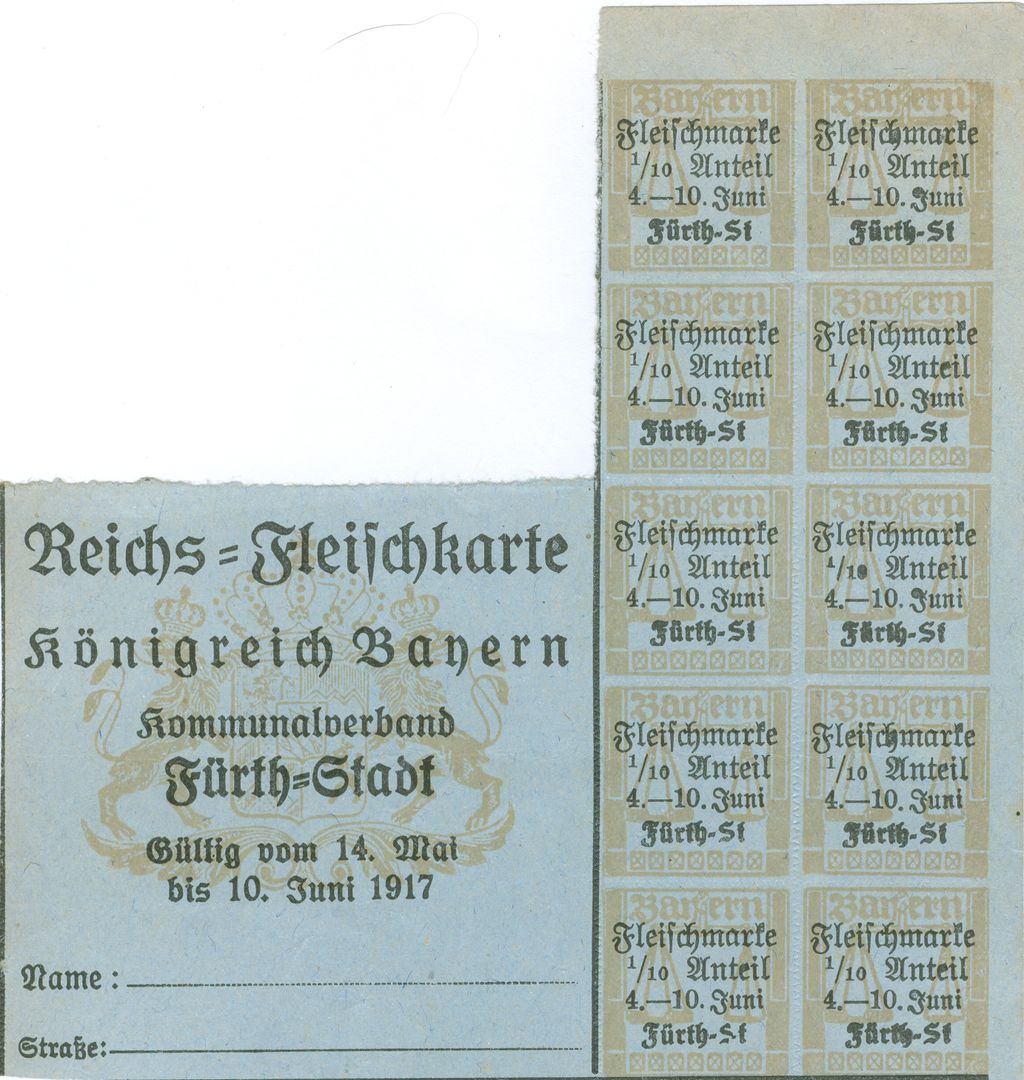 Reichs=Fleischkarte
Königreich Bayern
Kommunalverband
Fürth=Stadt
Gültig vom 14. Mai
bis 10. Juni 1917
Name :
Straße:
Bayern
Fleischmarke
1/10 Anteil
4.—10. Juni
Fürth-St
Bayern
Fleischmarke
1/10 Anteil
4.—10. Juni
Fürth-St
Bayern
Fleischmarke
1/10 Anteil
4.—10. Juni
Fürth-St
Bayern
Fleischmarke
1/10 Anteil
4.—10. Juni
Fürth-St
Bayern
Fleischmarke
1/10 Anteil
4.—10. Juni
Fürth-St
Bayern
Fleischmarke
1/10 Anteil
4.—10. Juni
Fürth-St
Bayern
Fleischmarke
1/10 Anteil
4.—10. Juni
Fürth-St
Bayern
Fleischmarke
1/10 Anteil
4.—10. Juni
Fürth-St
Bayern
Fleischmarke
1/10 Anteil
4.—10. Juni
Fürth-St
Bayern
Fleischmarke
1/10 Anteil
4.—10. Juni
Fürth-St